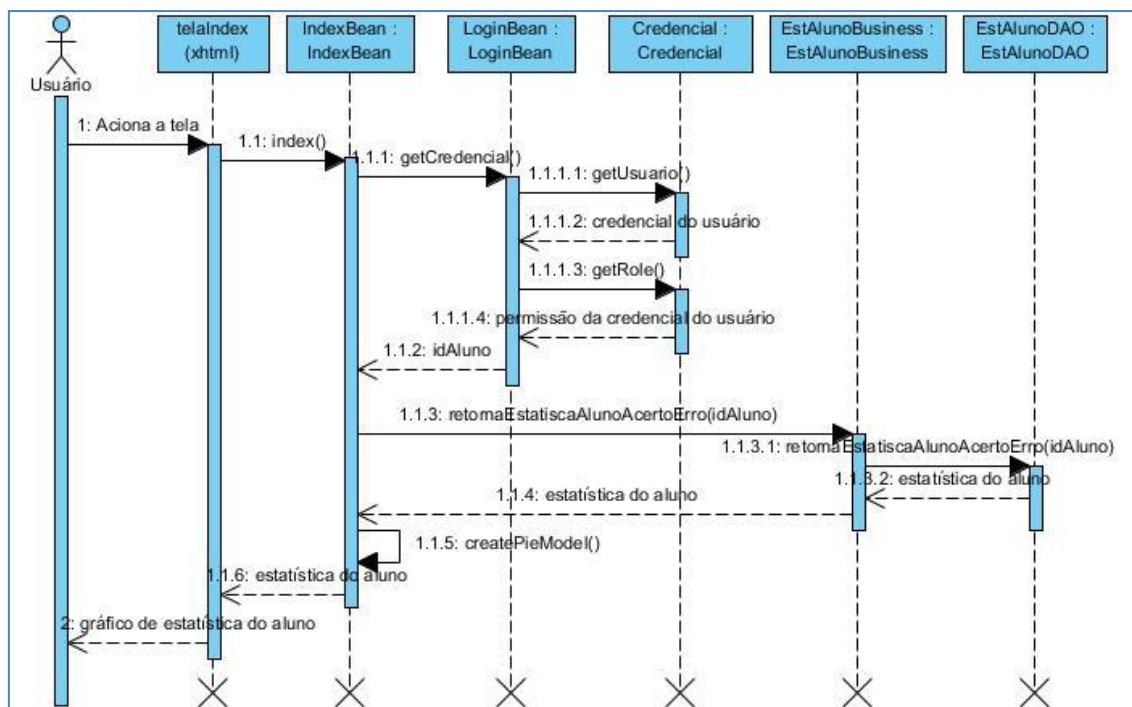 telaIndex
(xhtml)
IndexBean :
IndexBean
LoginBean :
LoginBean
Credencial :
Credencial
EstAlunoBusiness :
EstAlunoBusiness
EstAlunoDAO :
EstAlunoDAO
Usuário
1: Aciona a tela
1.1: index()
1.1.1: getCredencial()
1.1.1.1: getUsuario()
1.1.1.2: credencial do usuário
1.1.1.3: getRole()
1.1.1.4: permissão da credencial do usuário
1.1.2: idAluno
1.1.3: retornaEstatiscaAlunoAcertoErro(idAluno)
1.1.3.1: retornaEstatiscaAlunoAcertoErro(idAluno)
1.1.3.2: estatística do aluno
1.1.4: estatística do aluno
1.1.5: createPieModel()
1.1.6: estatística do aluno
2: gráfico de estatística do aluno